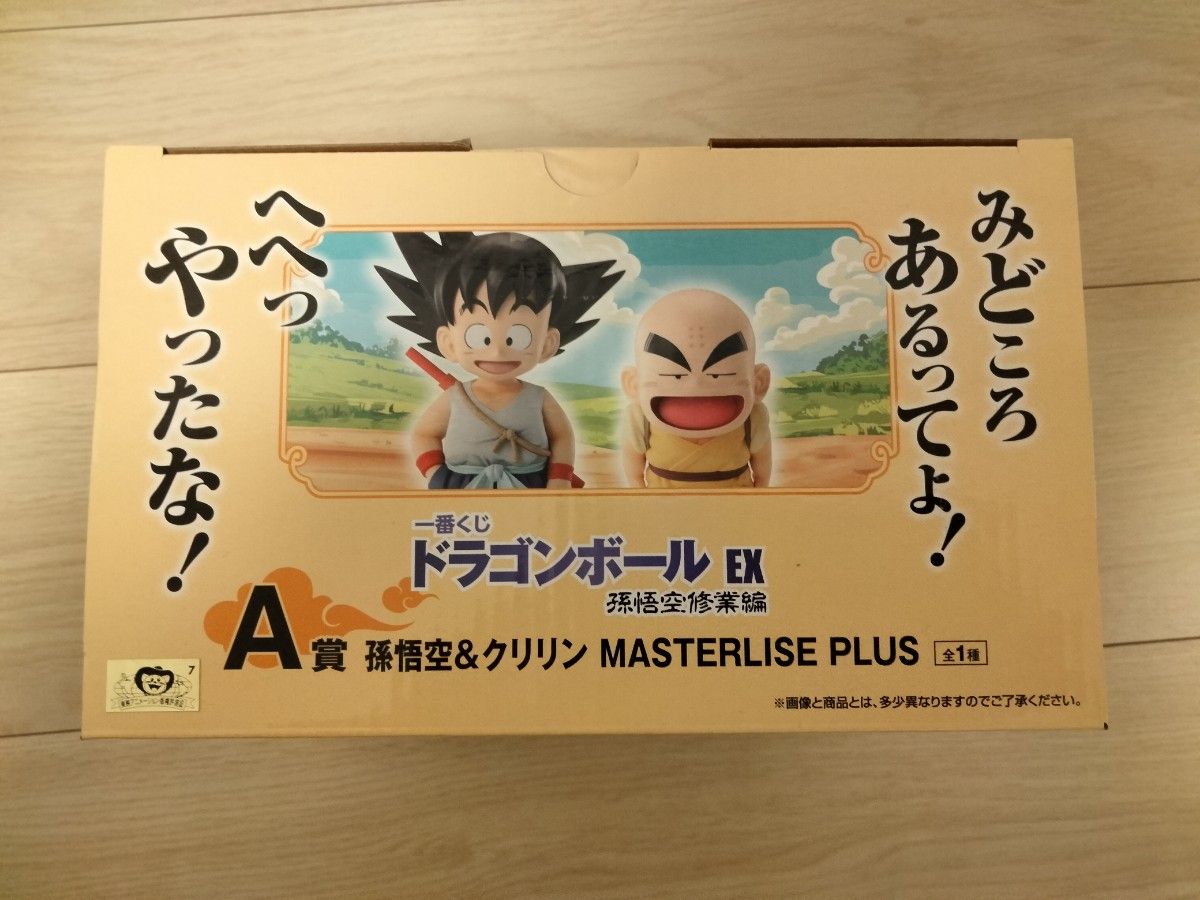 みどころ
あるってよ!
へへっ
やったな!
一番くじ
ドラゴンボール EX
孫悟空修業編
A賞 孫悟空&クリリン MASTERLISE PLUS 全1種
7
※画像と商品とは、多少異なりますのでご了承ください。